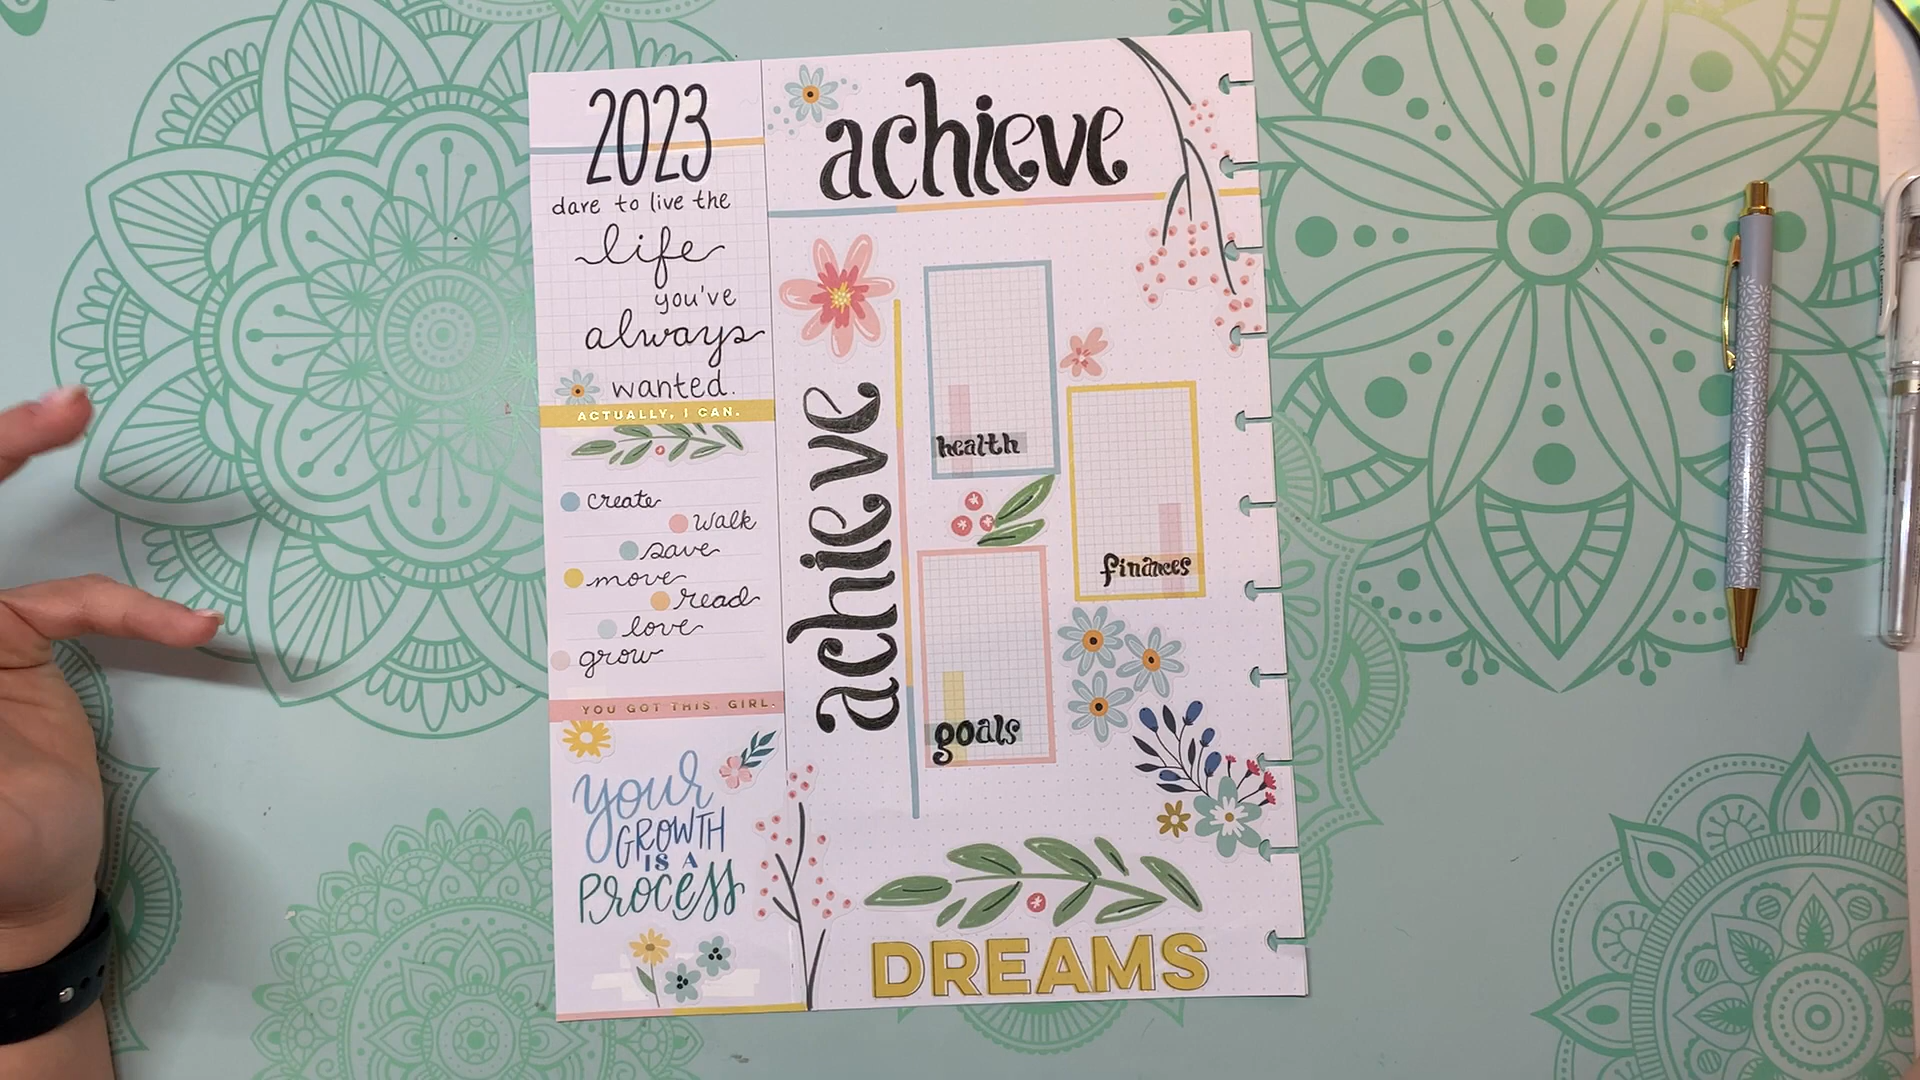 2023
dare to live the
life
you've
always
wanted.
ACTUALLY, I CAN.
create
walk
save
move
read
love
grow
YOU GOT THIS, GIRL.
your
GROWTH
IS A
PROCESS
achieve
achieve
health
finances
goals
DREAMS